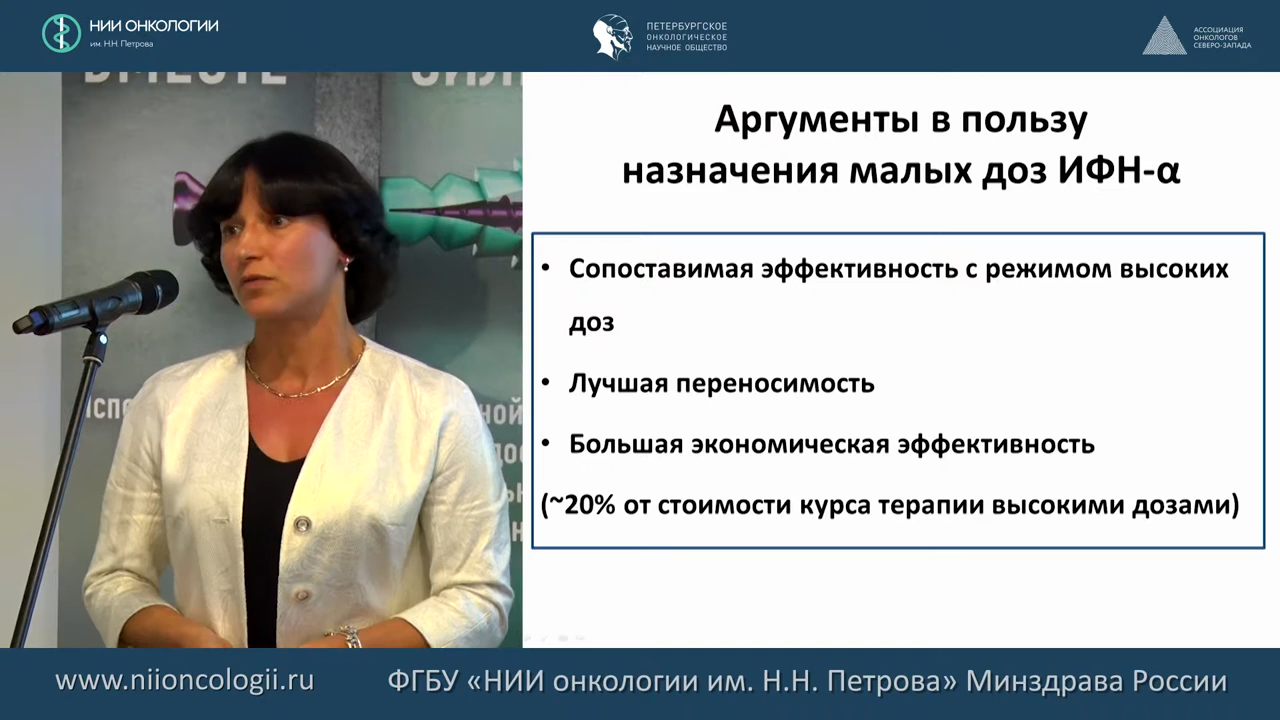 НИИ ОНКОЛОГИИ
им. Н.Н. Петрова
ПЕТЕРБУРГСКОЕ
ОНКОЛОГИЧЕСКОЕ
НАУЧНОЕ ОБЩЕСТВО
АССОЦИАЦИЯ
ОНКОЛОГОВ
СЕВЕРО-ЗАПАДА
ВМЕСТЕ
Аргументы в пользу
назначения малых доз ИФН-α
• Сопоставимая эффективность с режимом высоких
доз
• Лучшая переносимость
• Большая экономическая эффективность
(~20% от стоимости курса терапии высокими дозами)
www.niioncologii.ru
ФГБУ «НИИ онкологии им. Н.Н. Петрова» Минздрава России